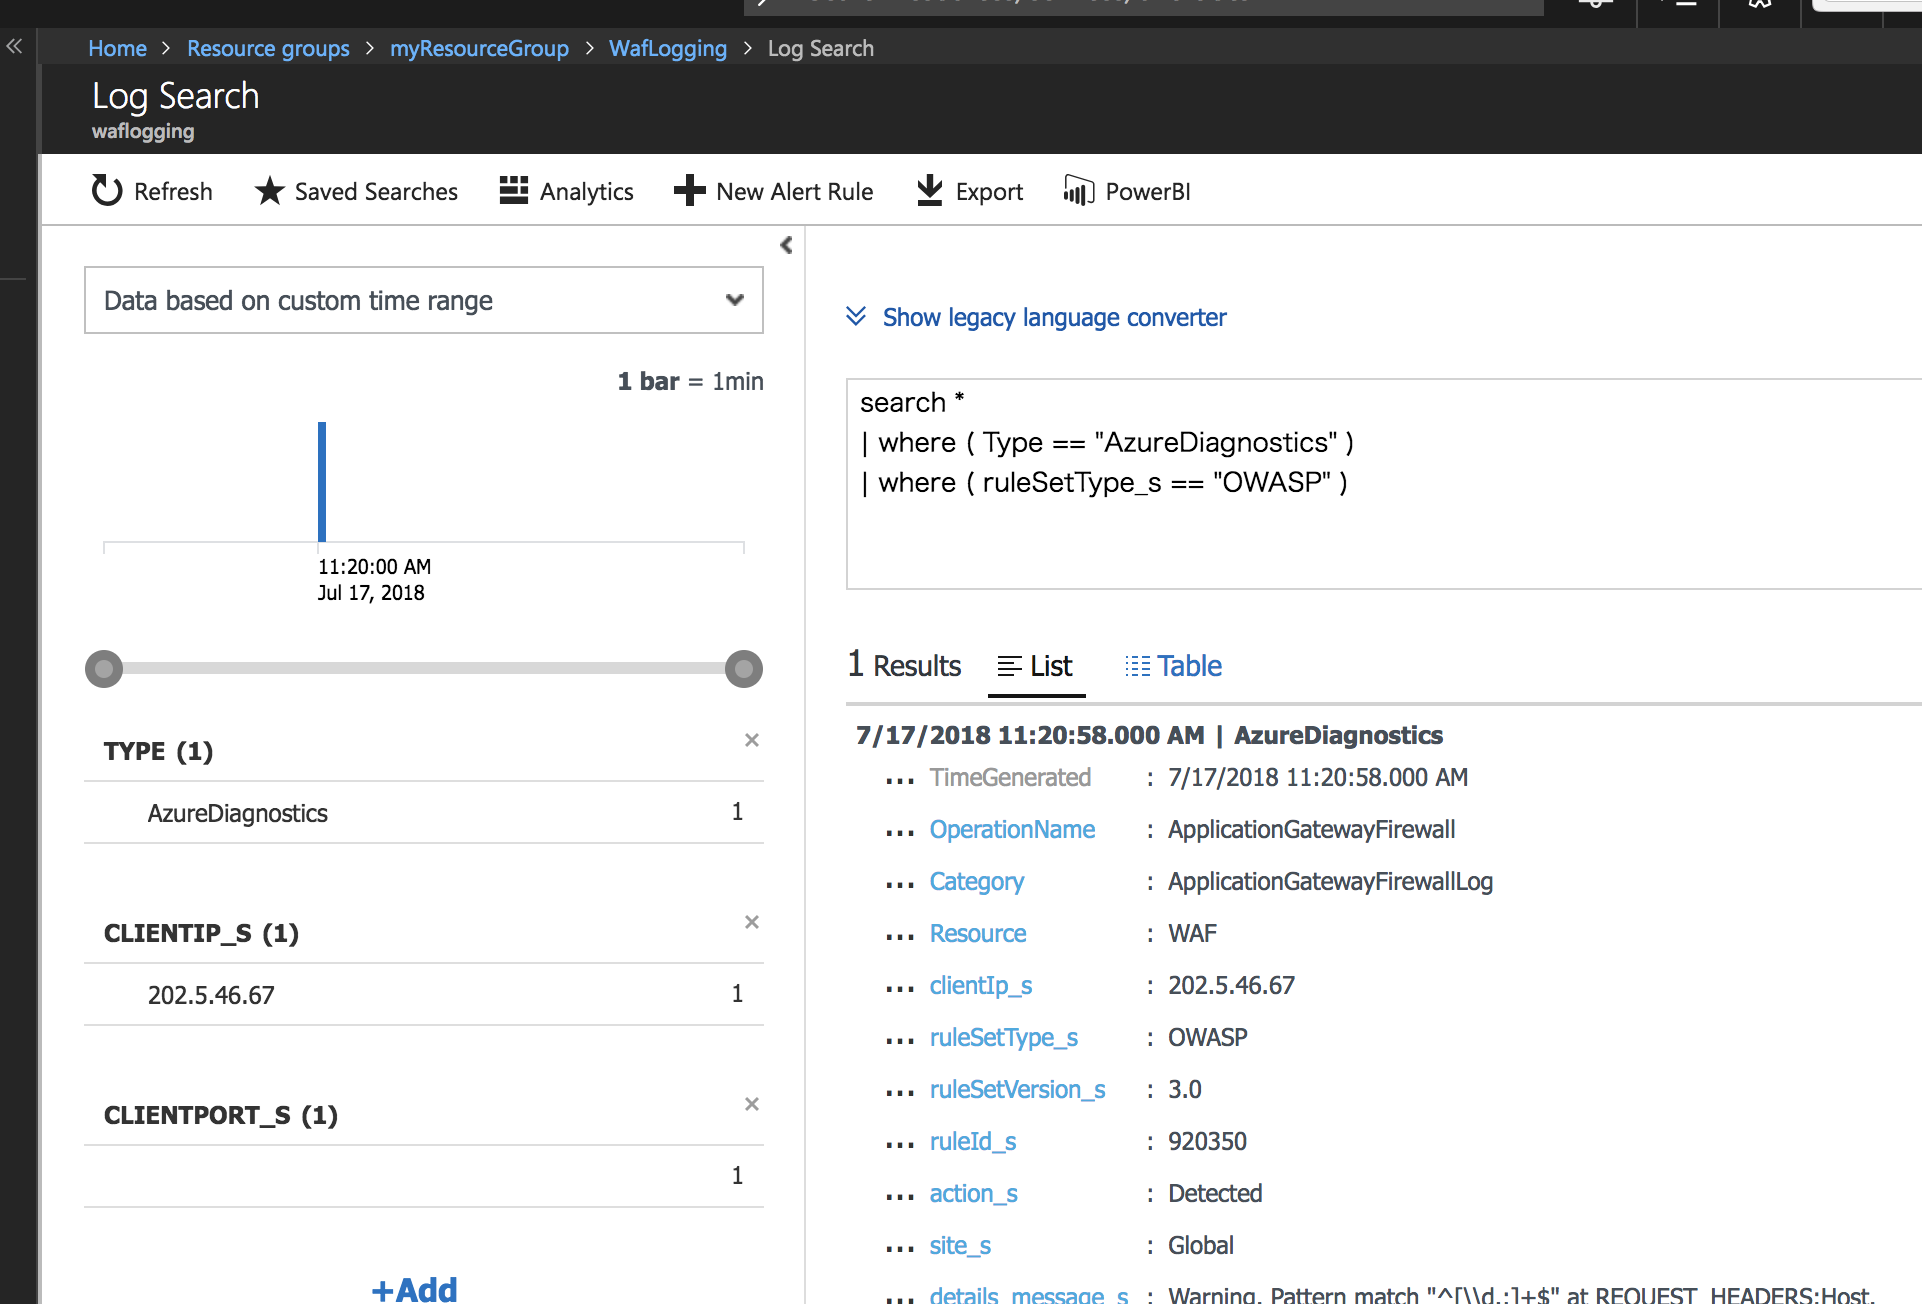 Home > Resource groups > myResourceGroup > WafLogging > Log Search
Log Search
waflogging
Refresh Saved Searches Analytics New Alert Rule Export PowerBI
Data based on custom time range
1 bar = 1min
11:20:00 AM
Jul 17, 2018
TYPE (1)
AzureDiagnostics 1
CLIENTIP_S (1)
202.5.46.67 1
CLIENTPORT_S (1)
1
+Add
Show legacy language converter
search *
| where ( Type == "AzureDiagnostics" )
| where ( ruleSetType_s == "OWASP" )
1 Results List Table
7/17/2018 11:20:58.000 AM | AzureDiagnostics
... TimeGenerated : 7/17/2018 11:20:58.000 AM
... OperationName : ApplicationGatewayFirewall
... Category : ApplicationGatewayFirewallLog
... Resource : WAF
... clientIp_s : 202.5.46.67
... ruleSetType_s : OWASP
... ruleSetVersion_s : 3.0
... ruleId_s : 920350
... action_s : Detected
... site_s : Global
... details_message_s : Warning. Pattern match "^[\\d.:]+$" at REQUEST_HEADERS:Host.